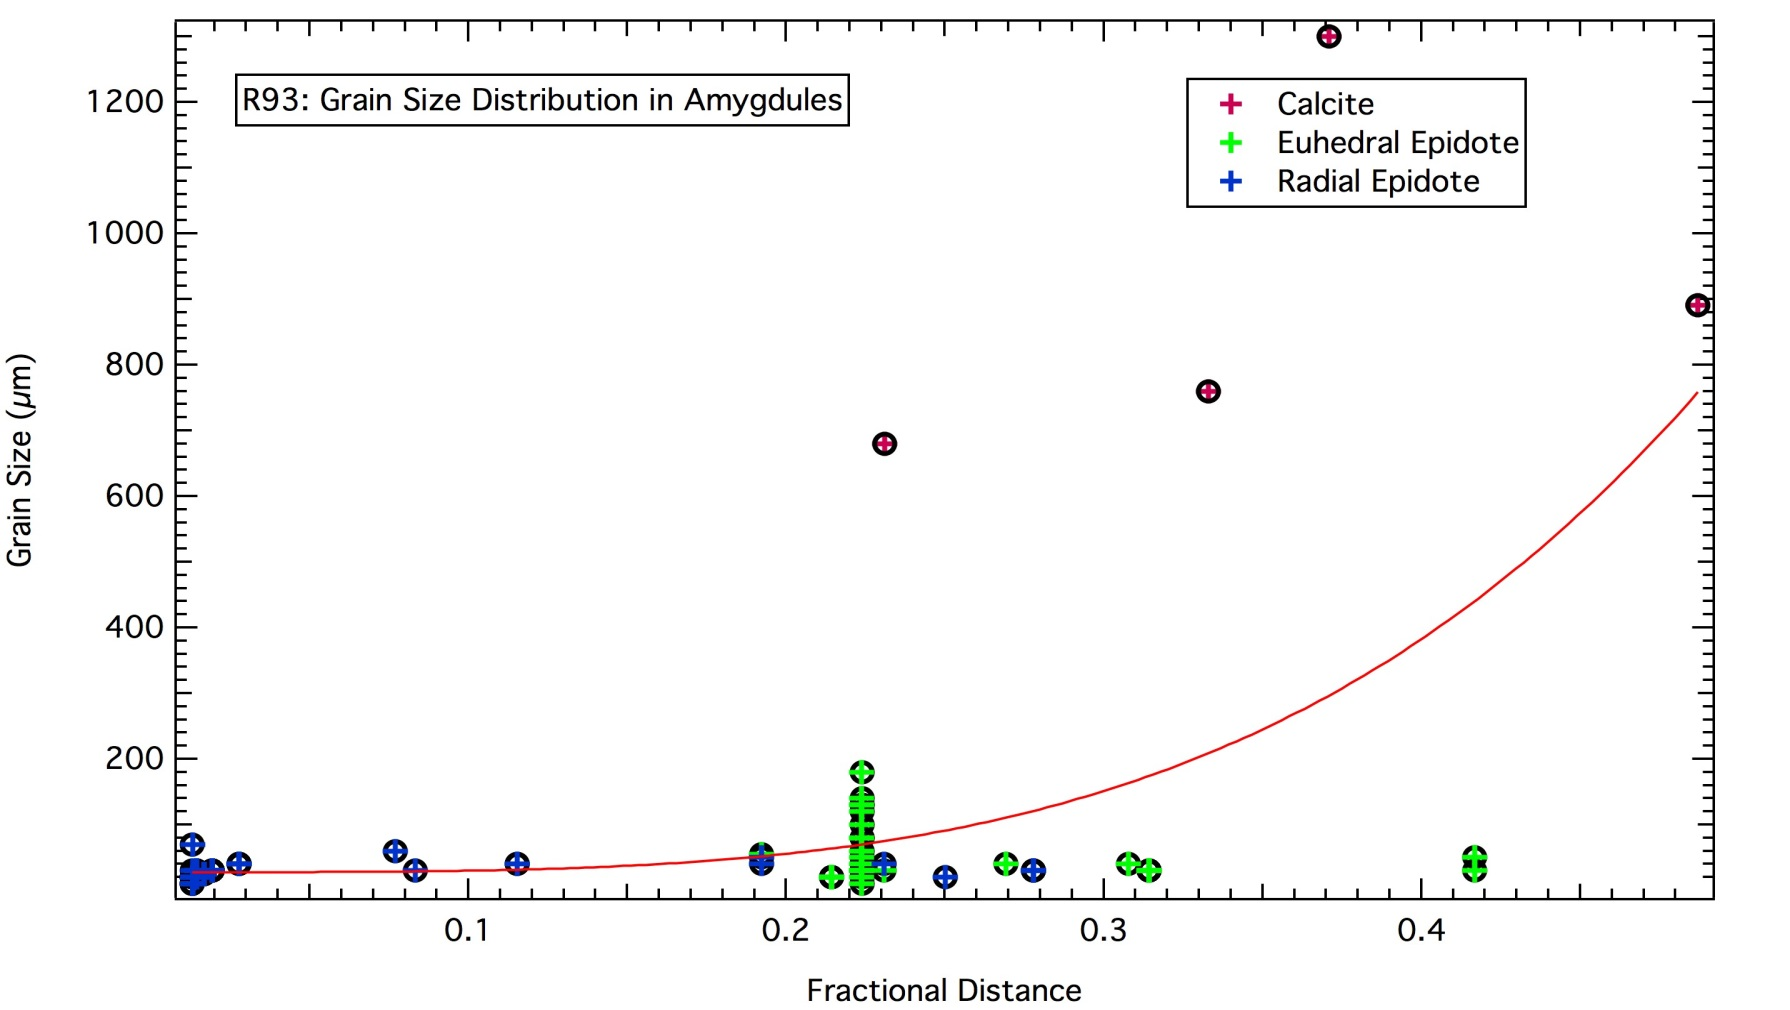 R93: Grain Size Distribution in Amygdules
Calcite
Euhedral Epidote
Radial Epidote
1200
1000
800
600
400
200
Grain Size (μm)
0.1 0.2 0.3 0.4
Fractional Distance